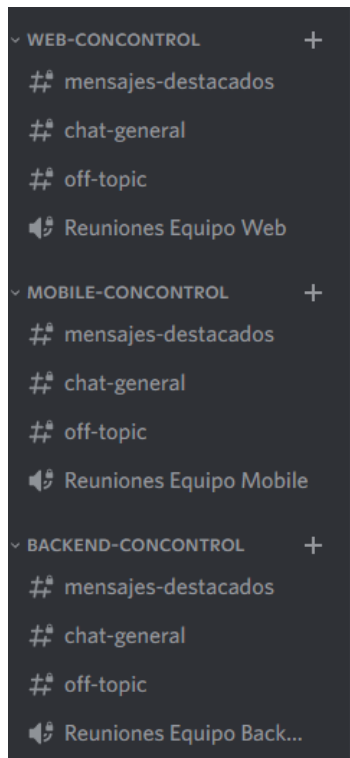 WEB-CONCONTROL
mensajes-destacados
chat-general
off-topic
Reuniones Equipo Web
MOBILE-CONCONTROL
mensajes-destacados
chat-general
off-topic
Reuniones Equipo Mobile
BACKEND-CONCONTROL
mensajes-destacados
chat-general
off-topic
Reuniones Equipo Back...